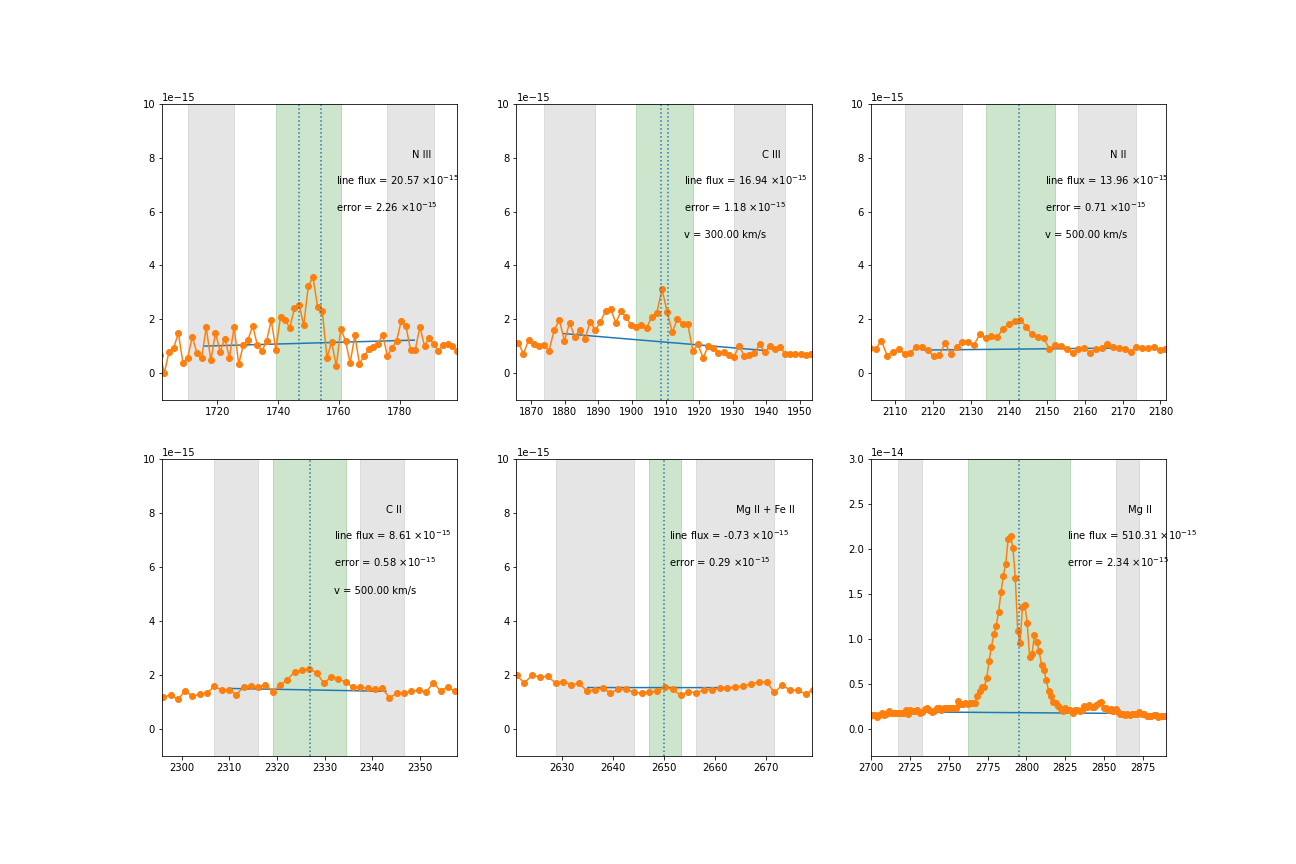 1e−15 1e−15 1e−15
10 10 10
N III C III N II
8 8 8
line flux = 20.57 ×10⁻¹⁵ line flux = 16.94 ×10⁻¹⁵ line flux = 13.96 ×10⁻¹⁵
error = 2.26 ×10⁻¹⁵ error = 1.18 ×10⁻¹⁵ error = 0.71 ×10⁻¹⁵
6 6 6
v = 300.00 km/s v = 500.00 km/s
4 4 4
2 2 2
0 0 0
1720 1740 1760 1780 1870 1880 1890 1900 1910 1920 1930 1940 1950 2110 2120 2130 2140 2150 2160 2170 2180
1e−15 1e−15 1e−14
10 10 3.0
C II Mg II + Fe II Mg II
8 8 2.5
line flux = 8.61 ×10⁻¹⁵ line flux = -0.73 ×10⁻¹⁵ line flux = 510.31 ×10⁻¹⁵
error = 0.58 ×10⁻¹⁵ error = 0.29 ×10⁻¹⁵ error = 2.34 ×10⁻¹⁵
6 6 2.0
v = 500.00 km/s
1.5
4 4
1.0
2 2
0.5
0 0 0.0
2300 2310 2320 2330 2340 2350 2630 2640 2650 2660 2670 2700 2725 2750 2775 2800 2825 2850 2875